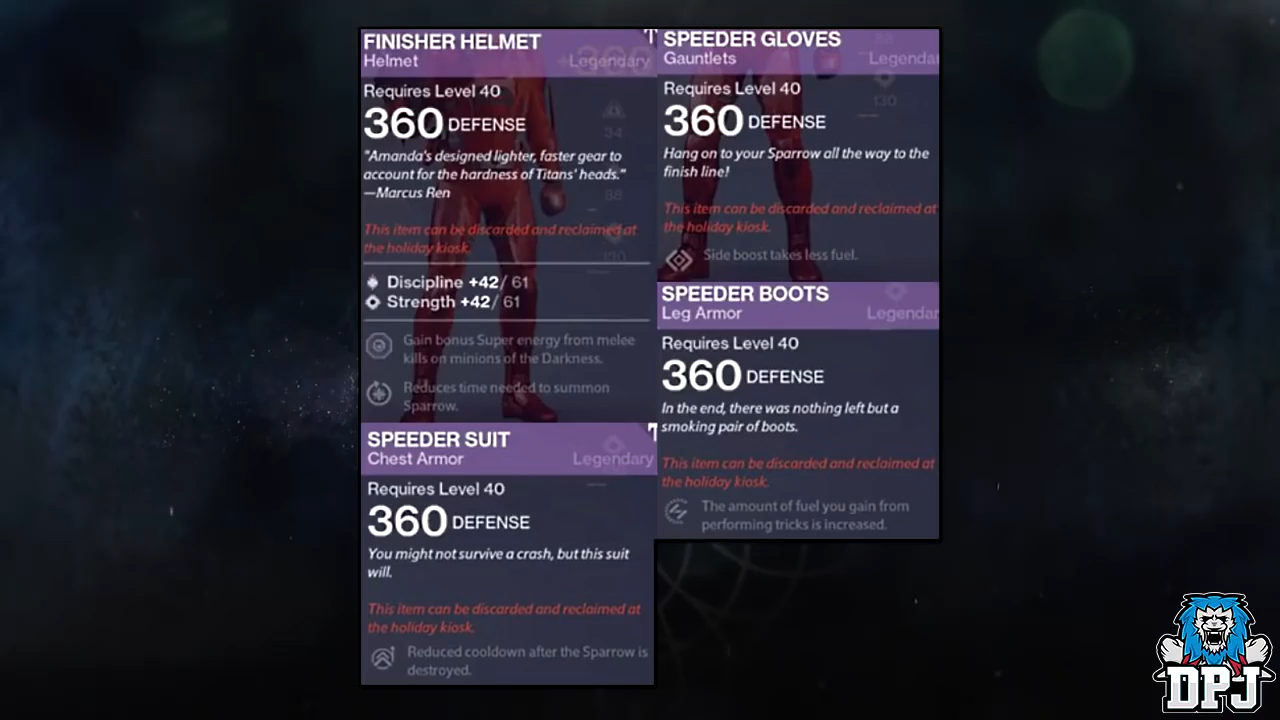 FINISHER HELMET
Helmet Legendary
Requires Level 40
360 DEFENSE
"Amanda's designed lighter, faster gear to
account for the hardness of Titans' heads."
—Marcus Ren
This item can be discarded and reclaimed at
the holiday kiosk.
Discipline +42/ 61
Strength +42/ 61
Gain bonus Super energy from melee
kills on minions of the Darkness.
Reduces time needed to summon
Sparrow.
SPEEDER SUIT
Chest Armor Legendary
Requires Level 40
360 DEFENSE
You might not survive a crash, but this suit
will.
This item can be discarded and reclaimed at
the holiday kiosk.
Reduced cooldown after the Sparrow is
destroyed.
SPEEDER GLOVES
Gauntlets Legendar
Requires Level 40
360 DEFENSE
Hang on to your Sparrow all the way to the
finish line!
This item can be discarded and reclaimed at
the holiday kiosk.
Side boost takes less fuel.
SPEEDER BOOTS
Leg Armor Legendar
Requires Level 40
360 DEFENSE
In the end, there was nothing left but a
smoking pair of boots.
This item can be discarded and reclaimed at
the holiday kiosk.
The amount of fuel you gain from
performing tricks is increased.
DPJ